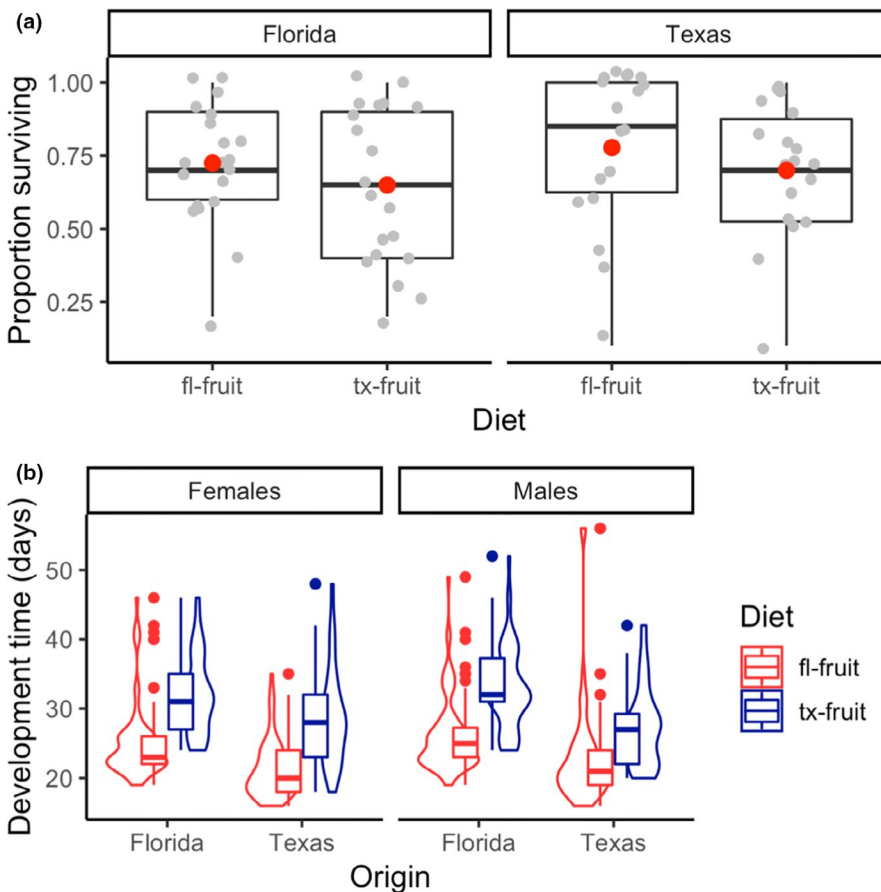 (a)
Florida Texas
Proportion surviving
1.00
0.75
0.50
0.25
fl-fruit tx-fruit fl-fruit tx-fruit
Diet
(b)
Females Males
Development time (days)
50
40
30
20
Florida Texas Florida Texas
Origin
Diet
fl-fruit
tx-fruit